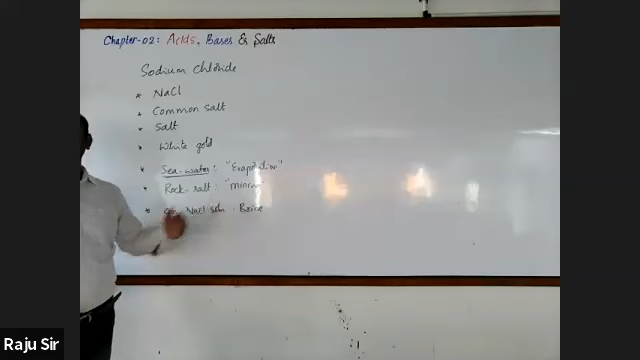 Chapter-02: Acids, Bases & Salts
Sodium Chloride
* NaCl
* Common salt
* Salt
* White gold
* Sea-water: "Evaporation"
* Rock-salt: "
* NaCl soln. Brine
Raju Sir